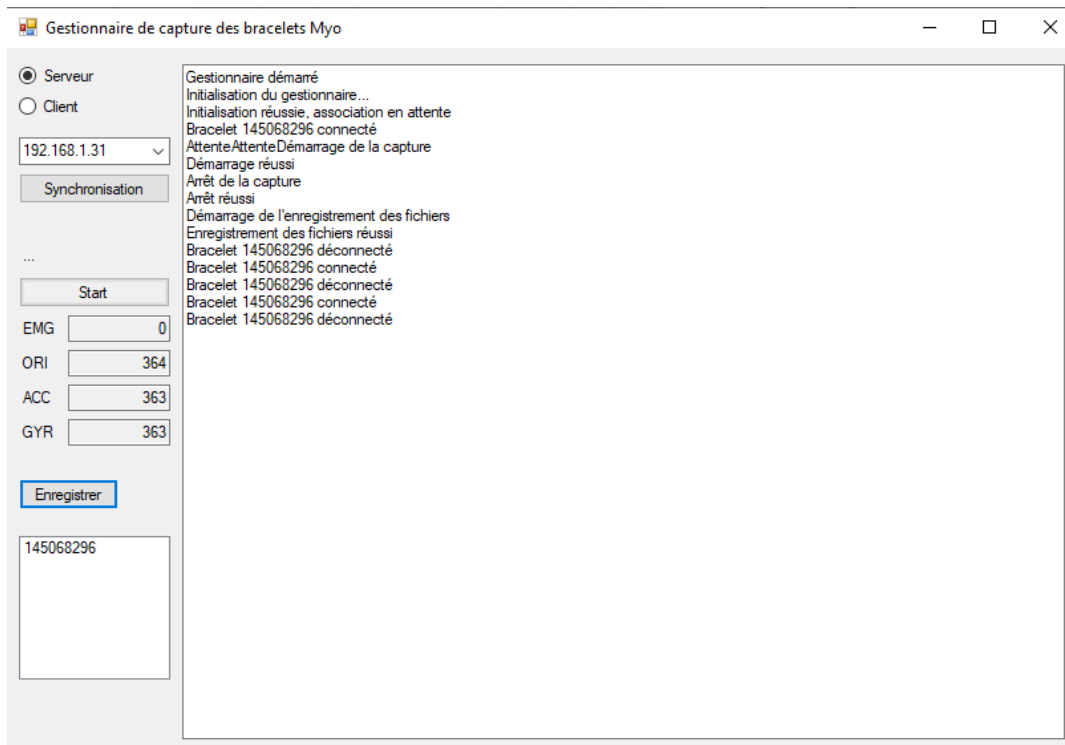 Gestionnaire de capture des bracelets Myo
Serveur
Client
192.168.1.31
Synchronisation
...
Start
EMG 0
ORI 364
ACC 363
GYR 363
Enregistrer
145068296
Gestionnaire démarré
Initialisation du gestionnaire...
Initialisation réussie, association en attente
Bracelet 145068296 connecté
AttenteAttenteDémarrage de la capture
Démarrage réussi
Arrêt de la capture
Arrêt réussi
Démarrage de l'enregistrement des fichiers
Enregistrement des fichiers réussi
Bracelet 145068296 déconnecté
Bracelet 145068296 connecté
Bracelet 145068296 déconnecté
Bracelet 145068296 connecté
Bracelet 145068296 déconnecté